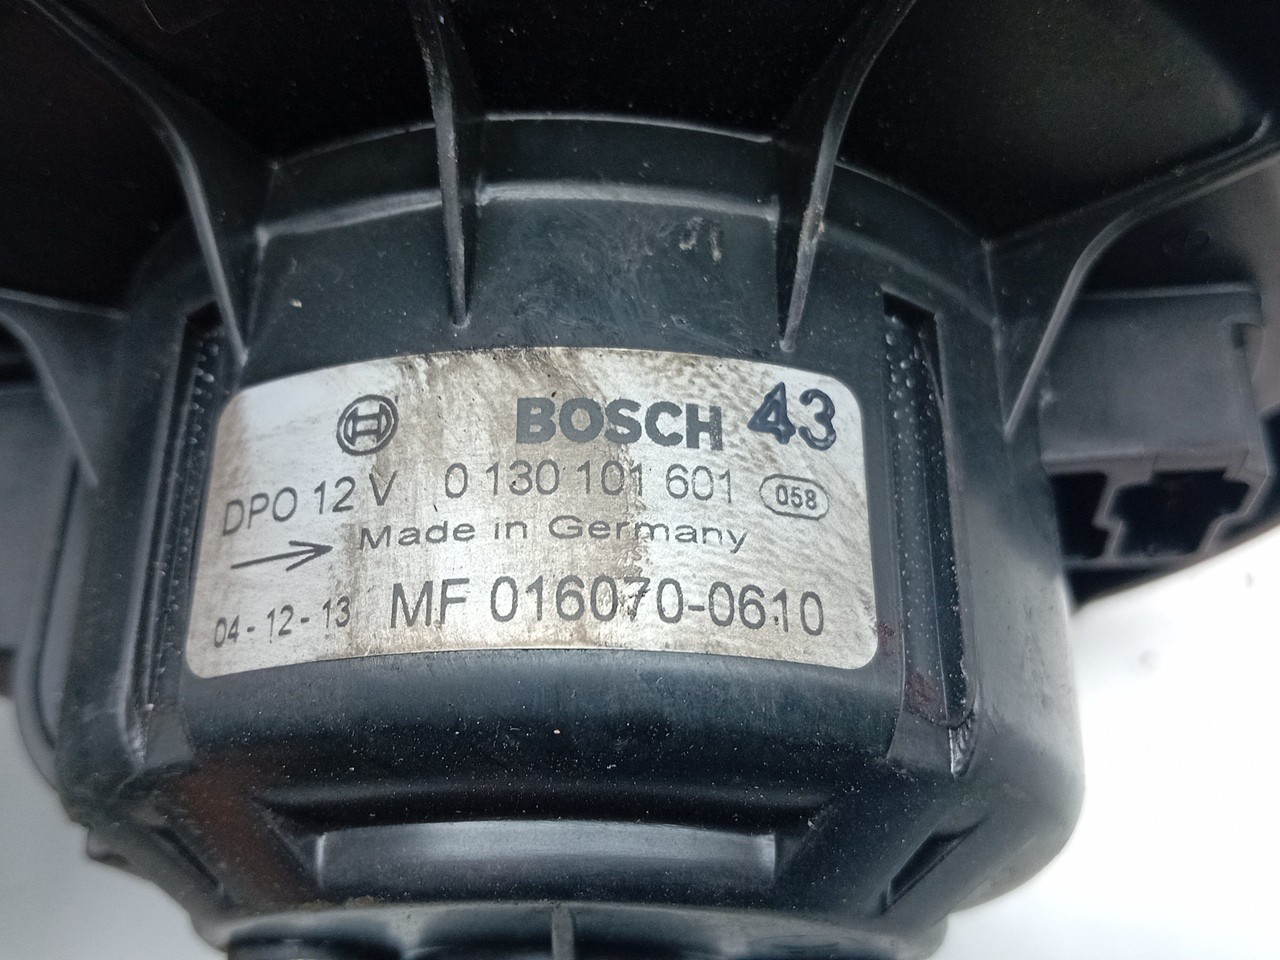 BOSCH 43
DPO 12 V 0 130 101 601 058
Made in Germany
04-12-13 MF 016070-0610